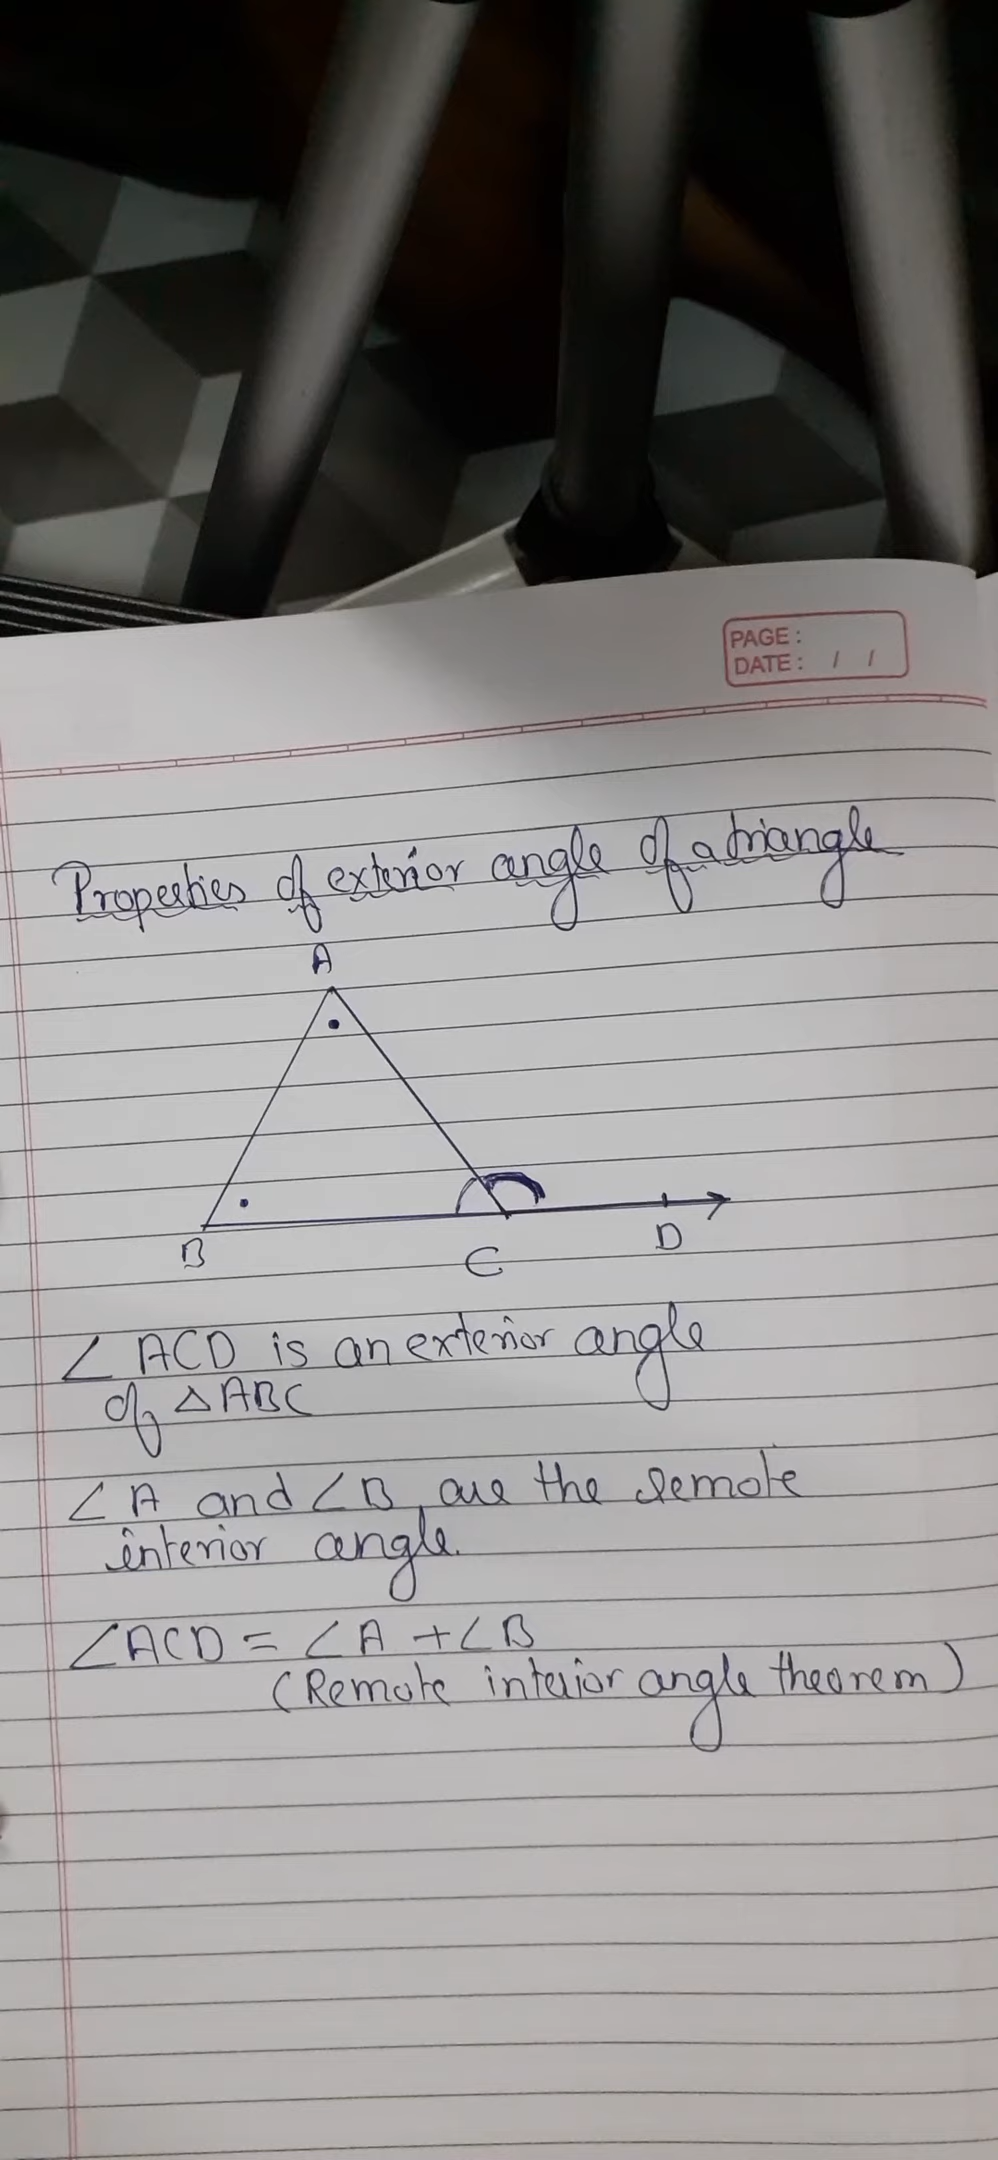 PAGE :
DATE : / /
Properties of exterior angle of a triangle
A
B
C
D
∠ ACD is an exterior angle
of △ABC
∠ A and ∠B, are the remote
interior angle.
∠ACD = ∠A + ∠B
(Remote interior angle theorem)